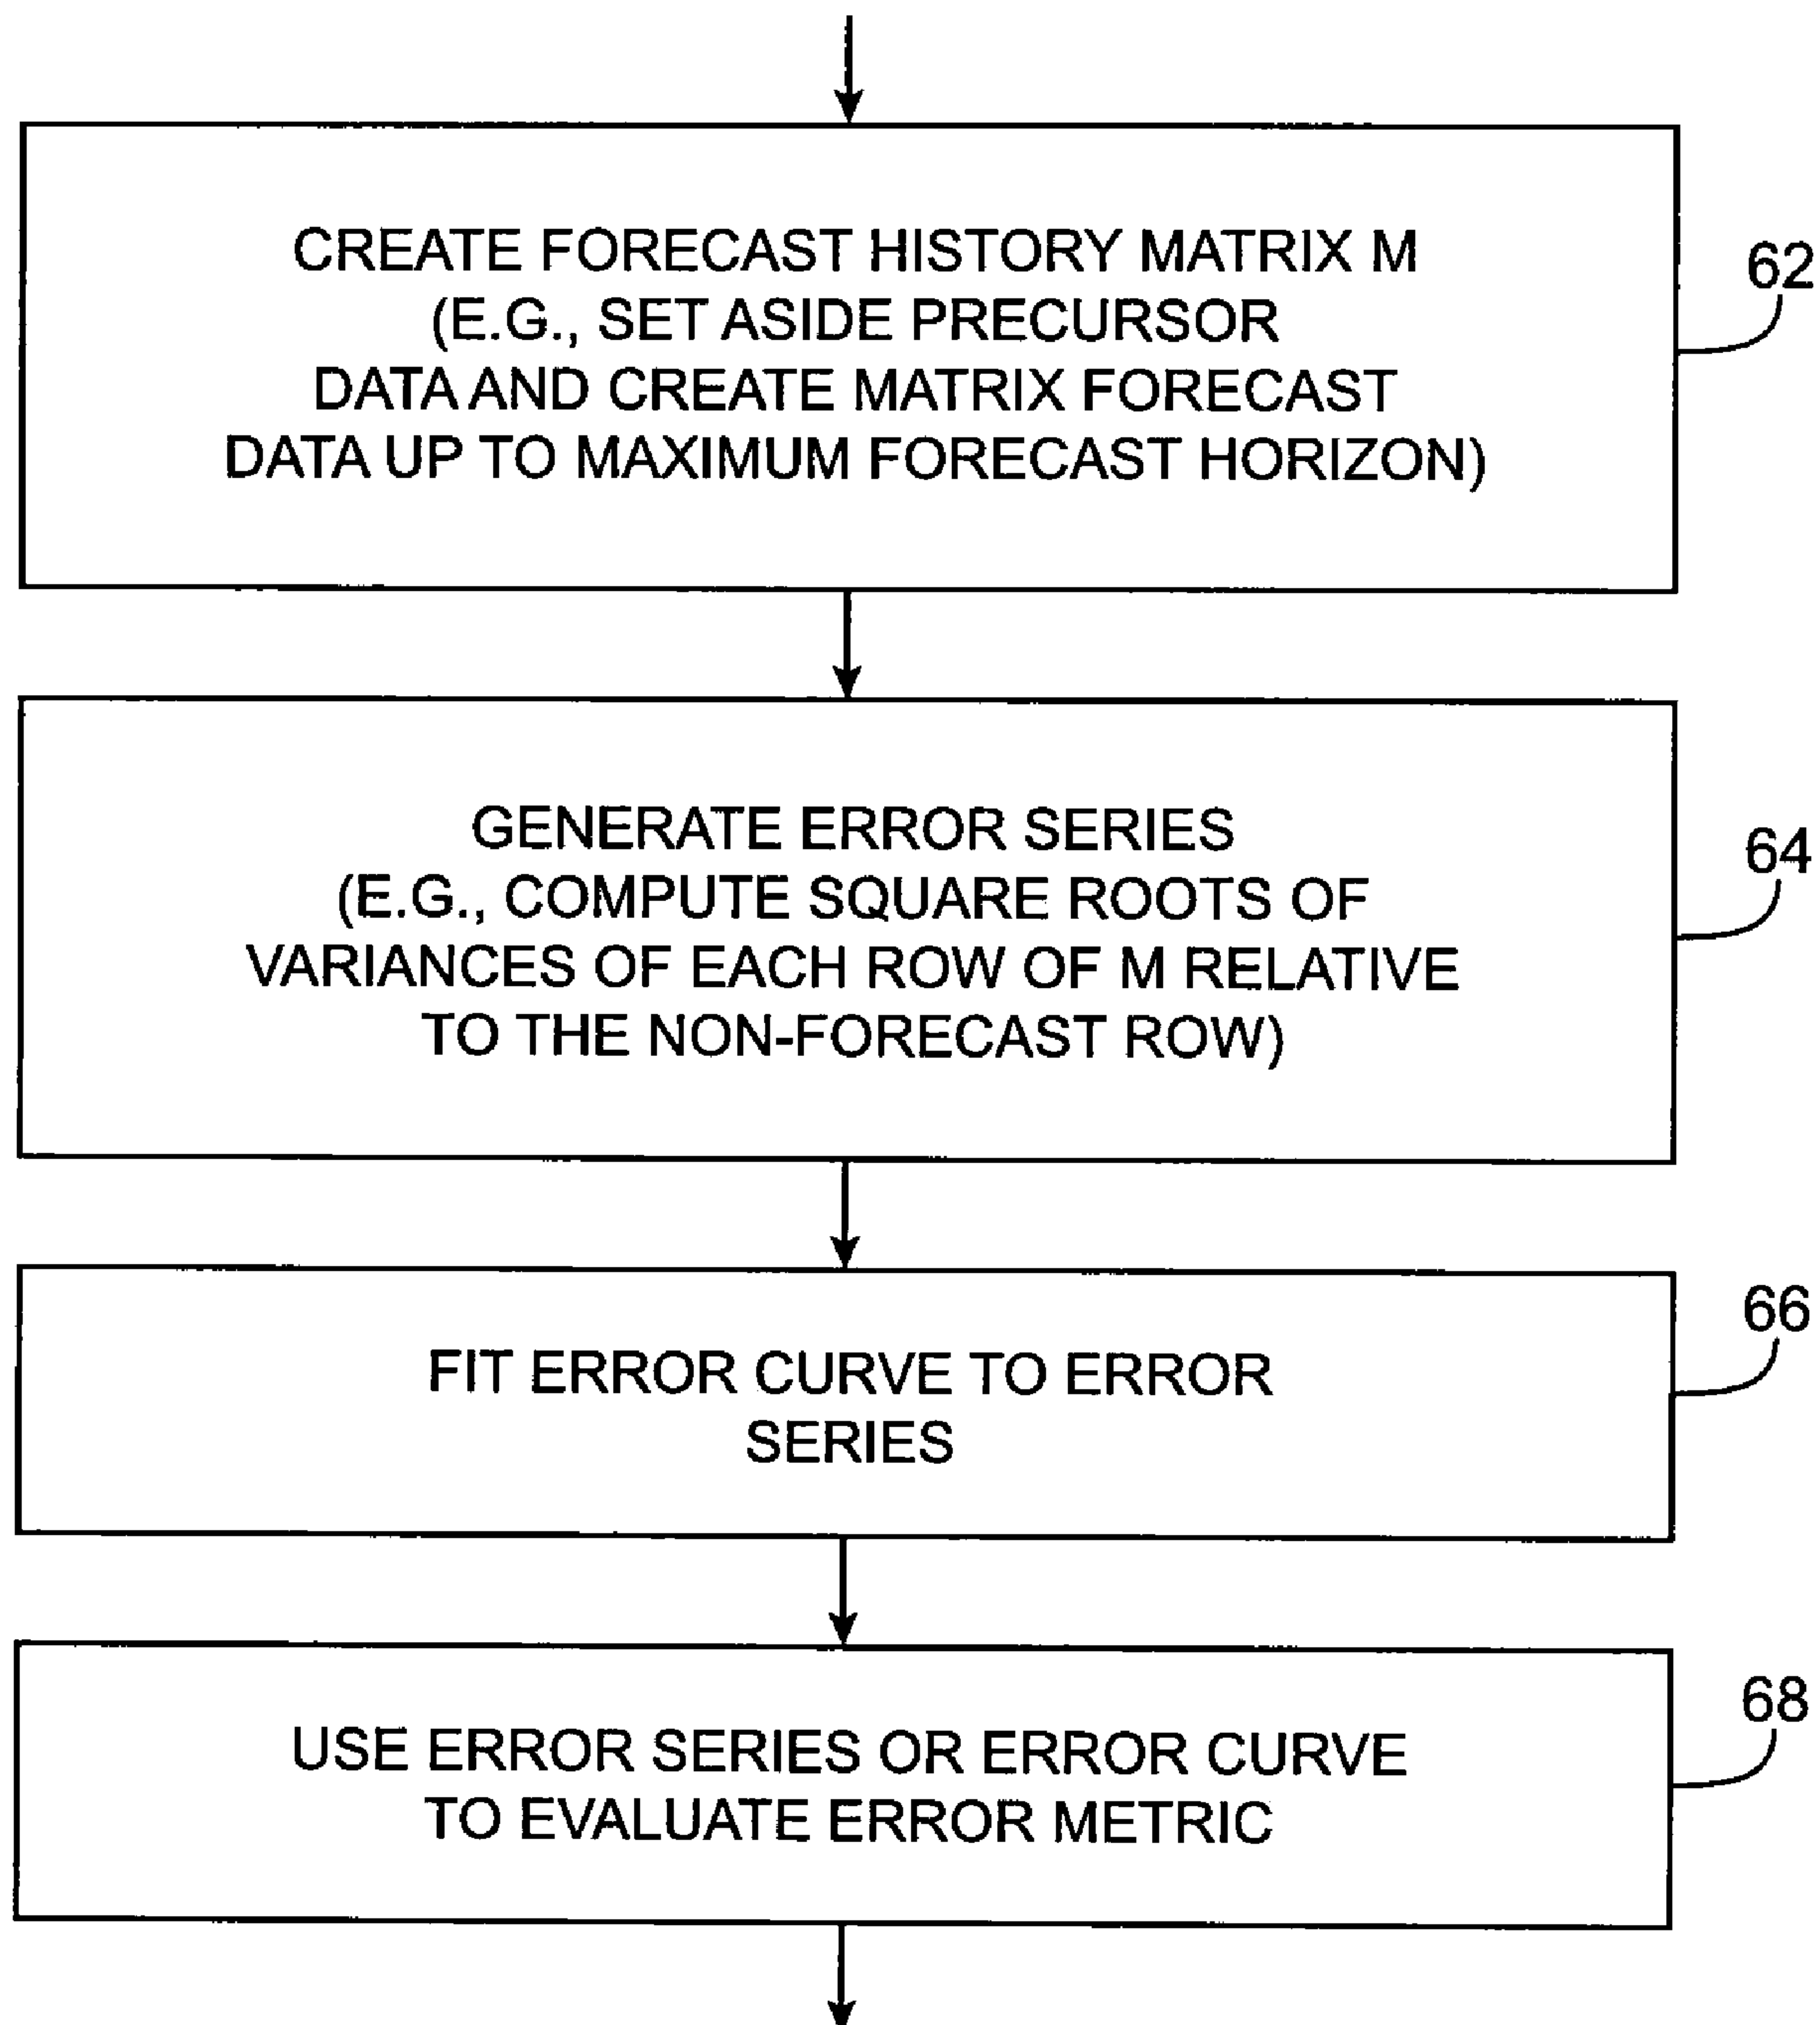 CREATE FORECAST HISTORY MATRIX M
(E.G., SET ASIDE PRECURSOR
DATA AND CREATE MATRIX FORECAST
DATA UP TO MAXIMUM FORECAST HORIZON)
62
GENERATE ERROR SERIES
(E.G., COMPUTE SQUARE ROOTS OF
VARIANCES OF EACH ROW OF M RELATIVE
TO THE NON-FORECAST ROW)
64
FIT ERROR CURVE TO ERROR
SERIES
66
USE ERROR SERIES OR ERROR CURVE
TO EVALUATE ERROR METRIC
68